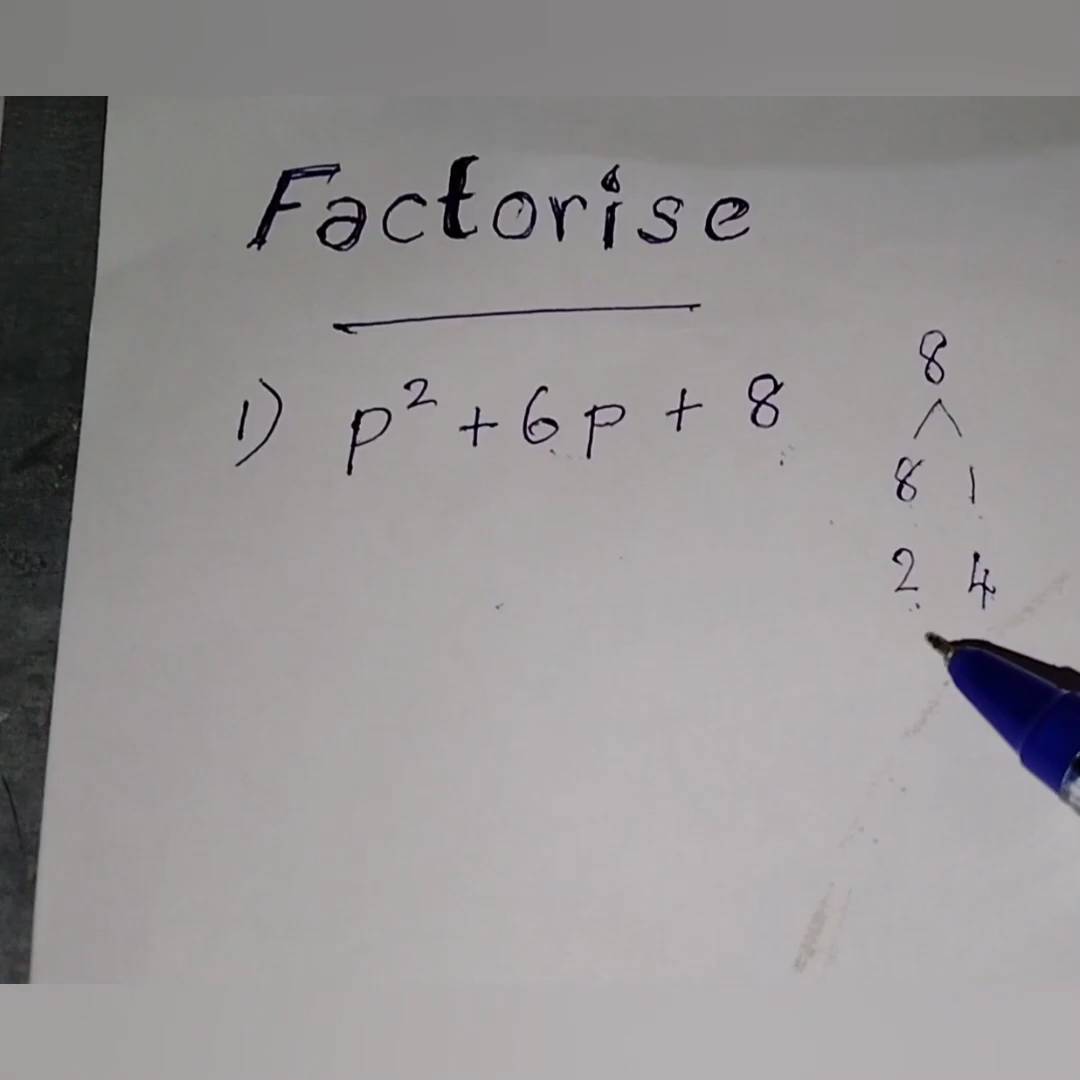 Factorise
1) p² + 6p + 8
8
8 1
2 4